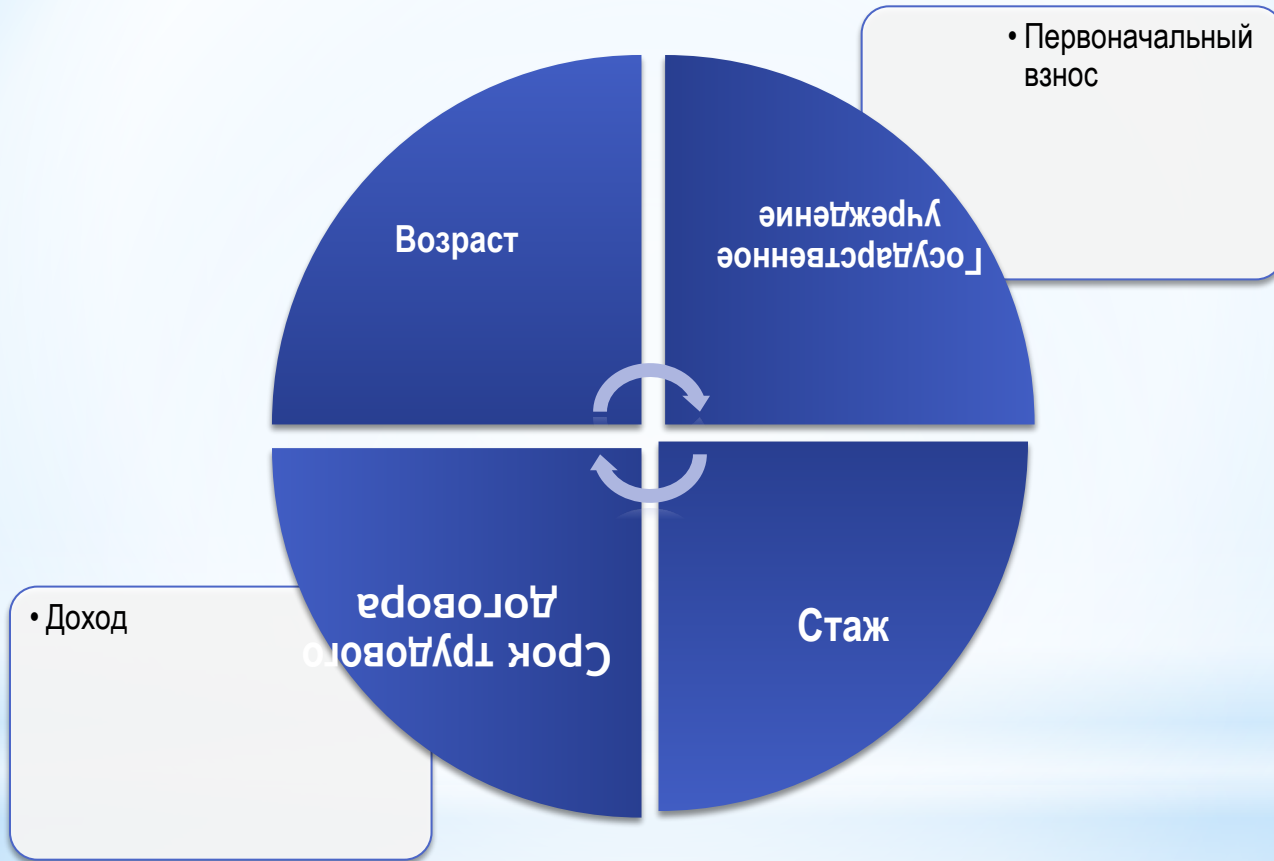 • Первоначальный
взнос
Возраст
Государственное
учреждение
• Доход
Срок трудового
договора
Стаж